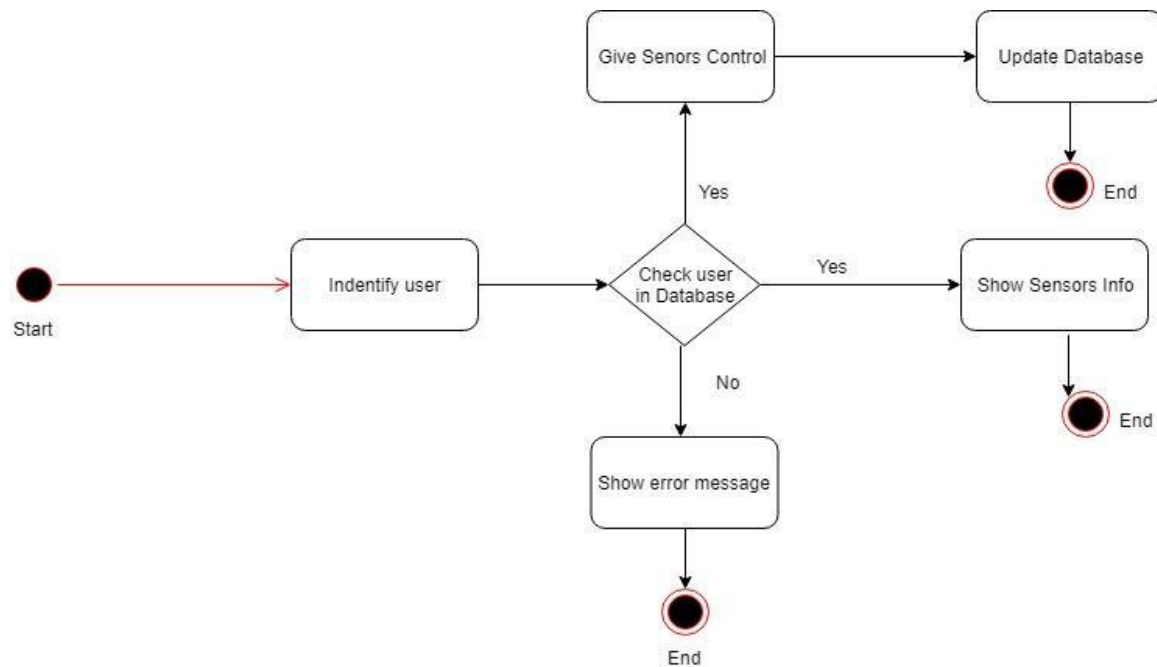 Give Senors Control
Update Database
Yes
End
Start
Indentify user
Check user
in Database
Yes
Show Sensors Info
No
End
Show error message
End